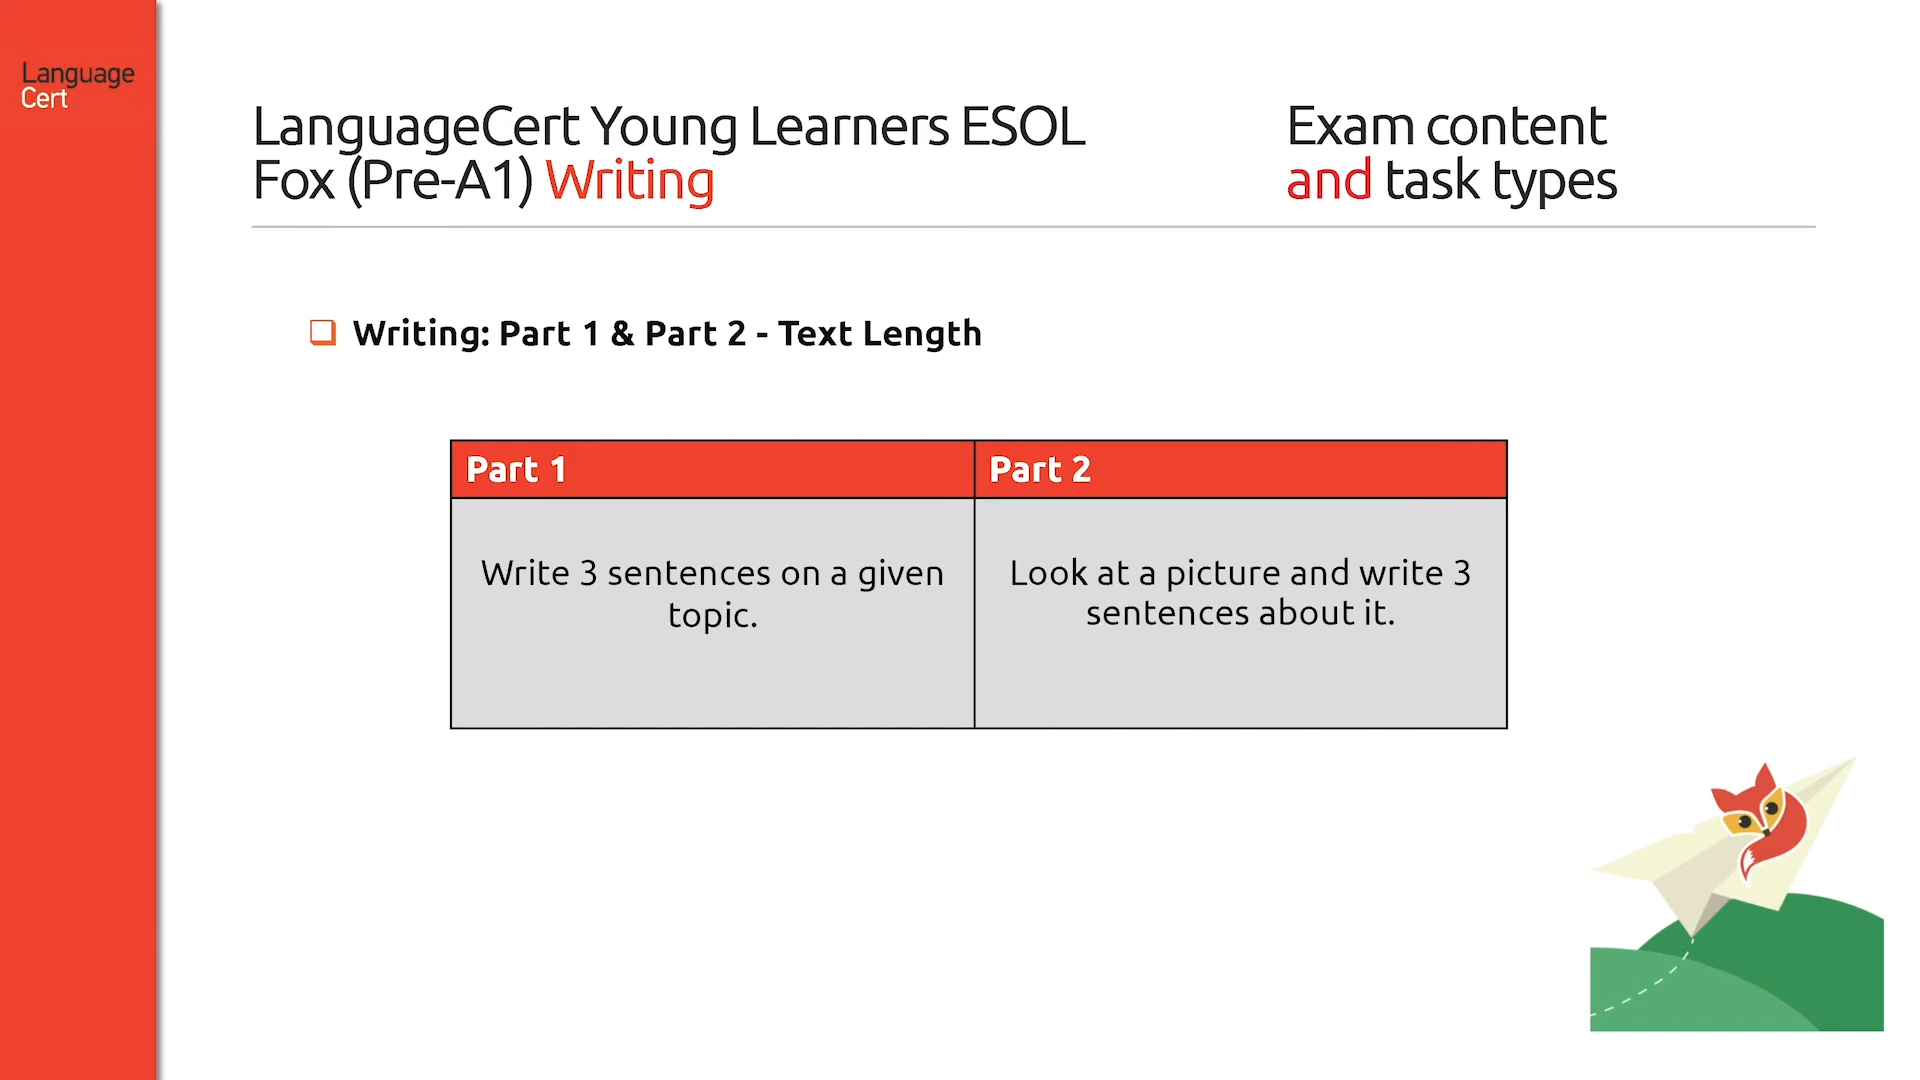 Language
Cert
LanguageCert Young Learners ESOL
Fox (Pre-A1) Writing
Exam content
and task types
Writing: Part 1 & Part 2 - Text Length
Part 1
Write 3 sentences on a given
topic.
Part 2
Look at a picture and write 3
sentences about it.